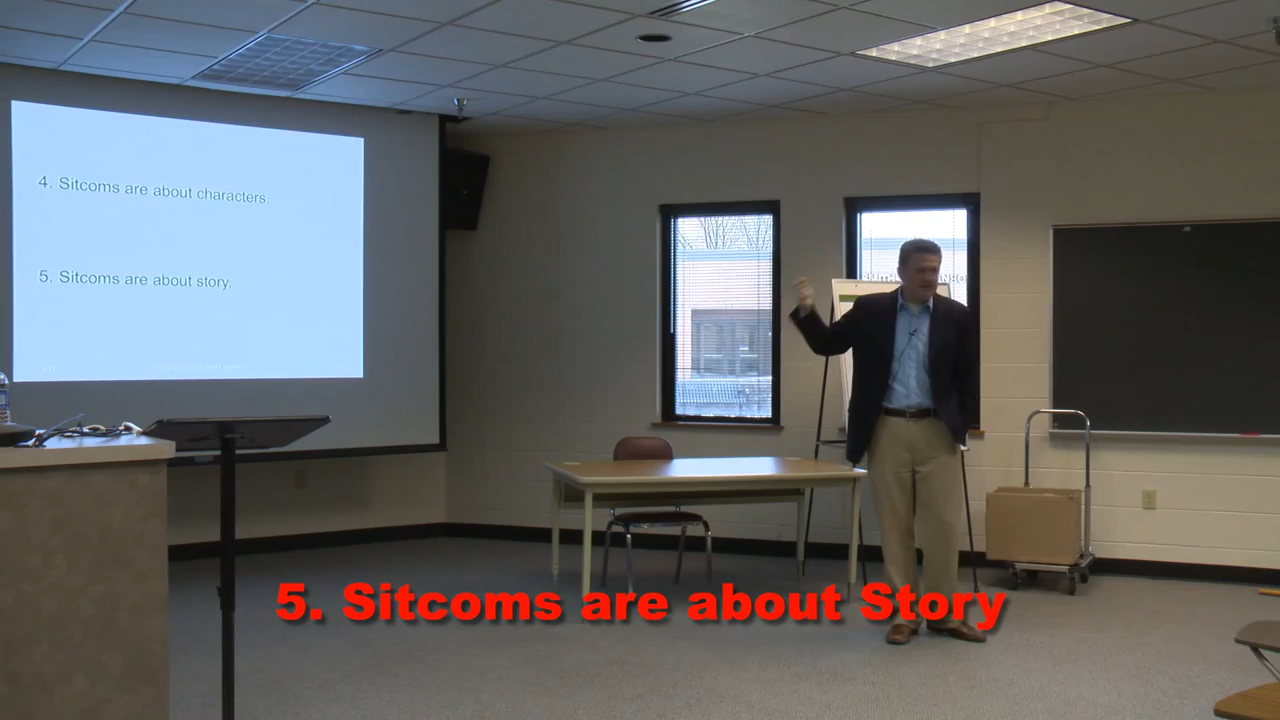 4. Sitcoms are about characters.
5. Sitcoms are about story.
5. Sitcoms are about Story